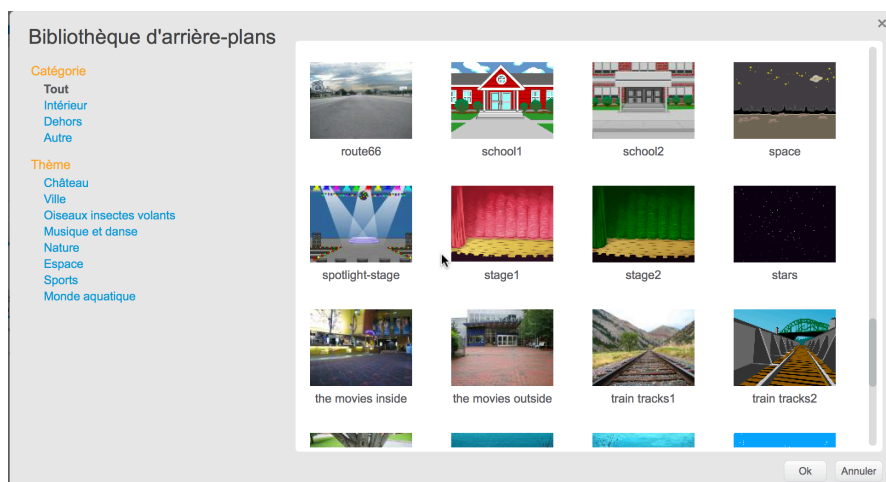 Bibliothèque d'arrière-plans
Catégorie
Tout
Intérieur
Dehors
Autre
Thème
Château
Ville
Oiseaux insectes volants
Musique et danse
Nature
Espace
Sports
Monde aquatique
route66
school1
school2
space
spotlight-stage
stage1
stage2
stars
the movies inside
the movies outside
train tracks1
train tracks2
Ok
Annuler